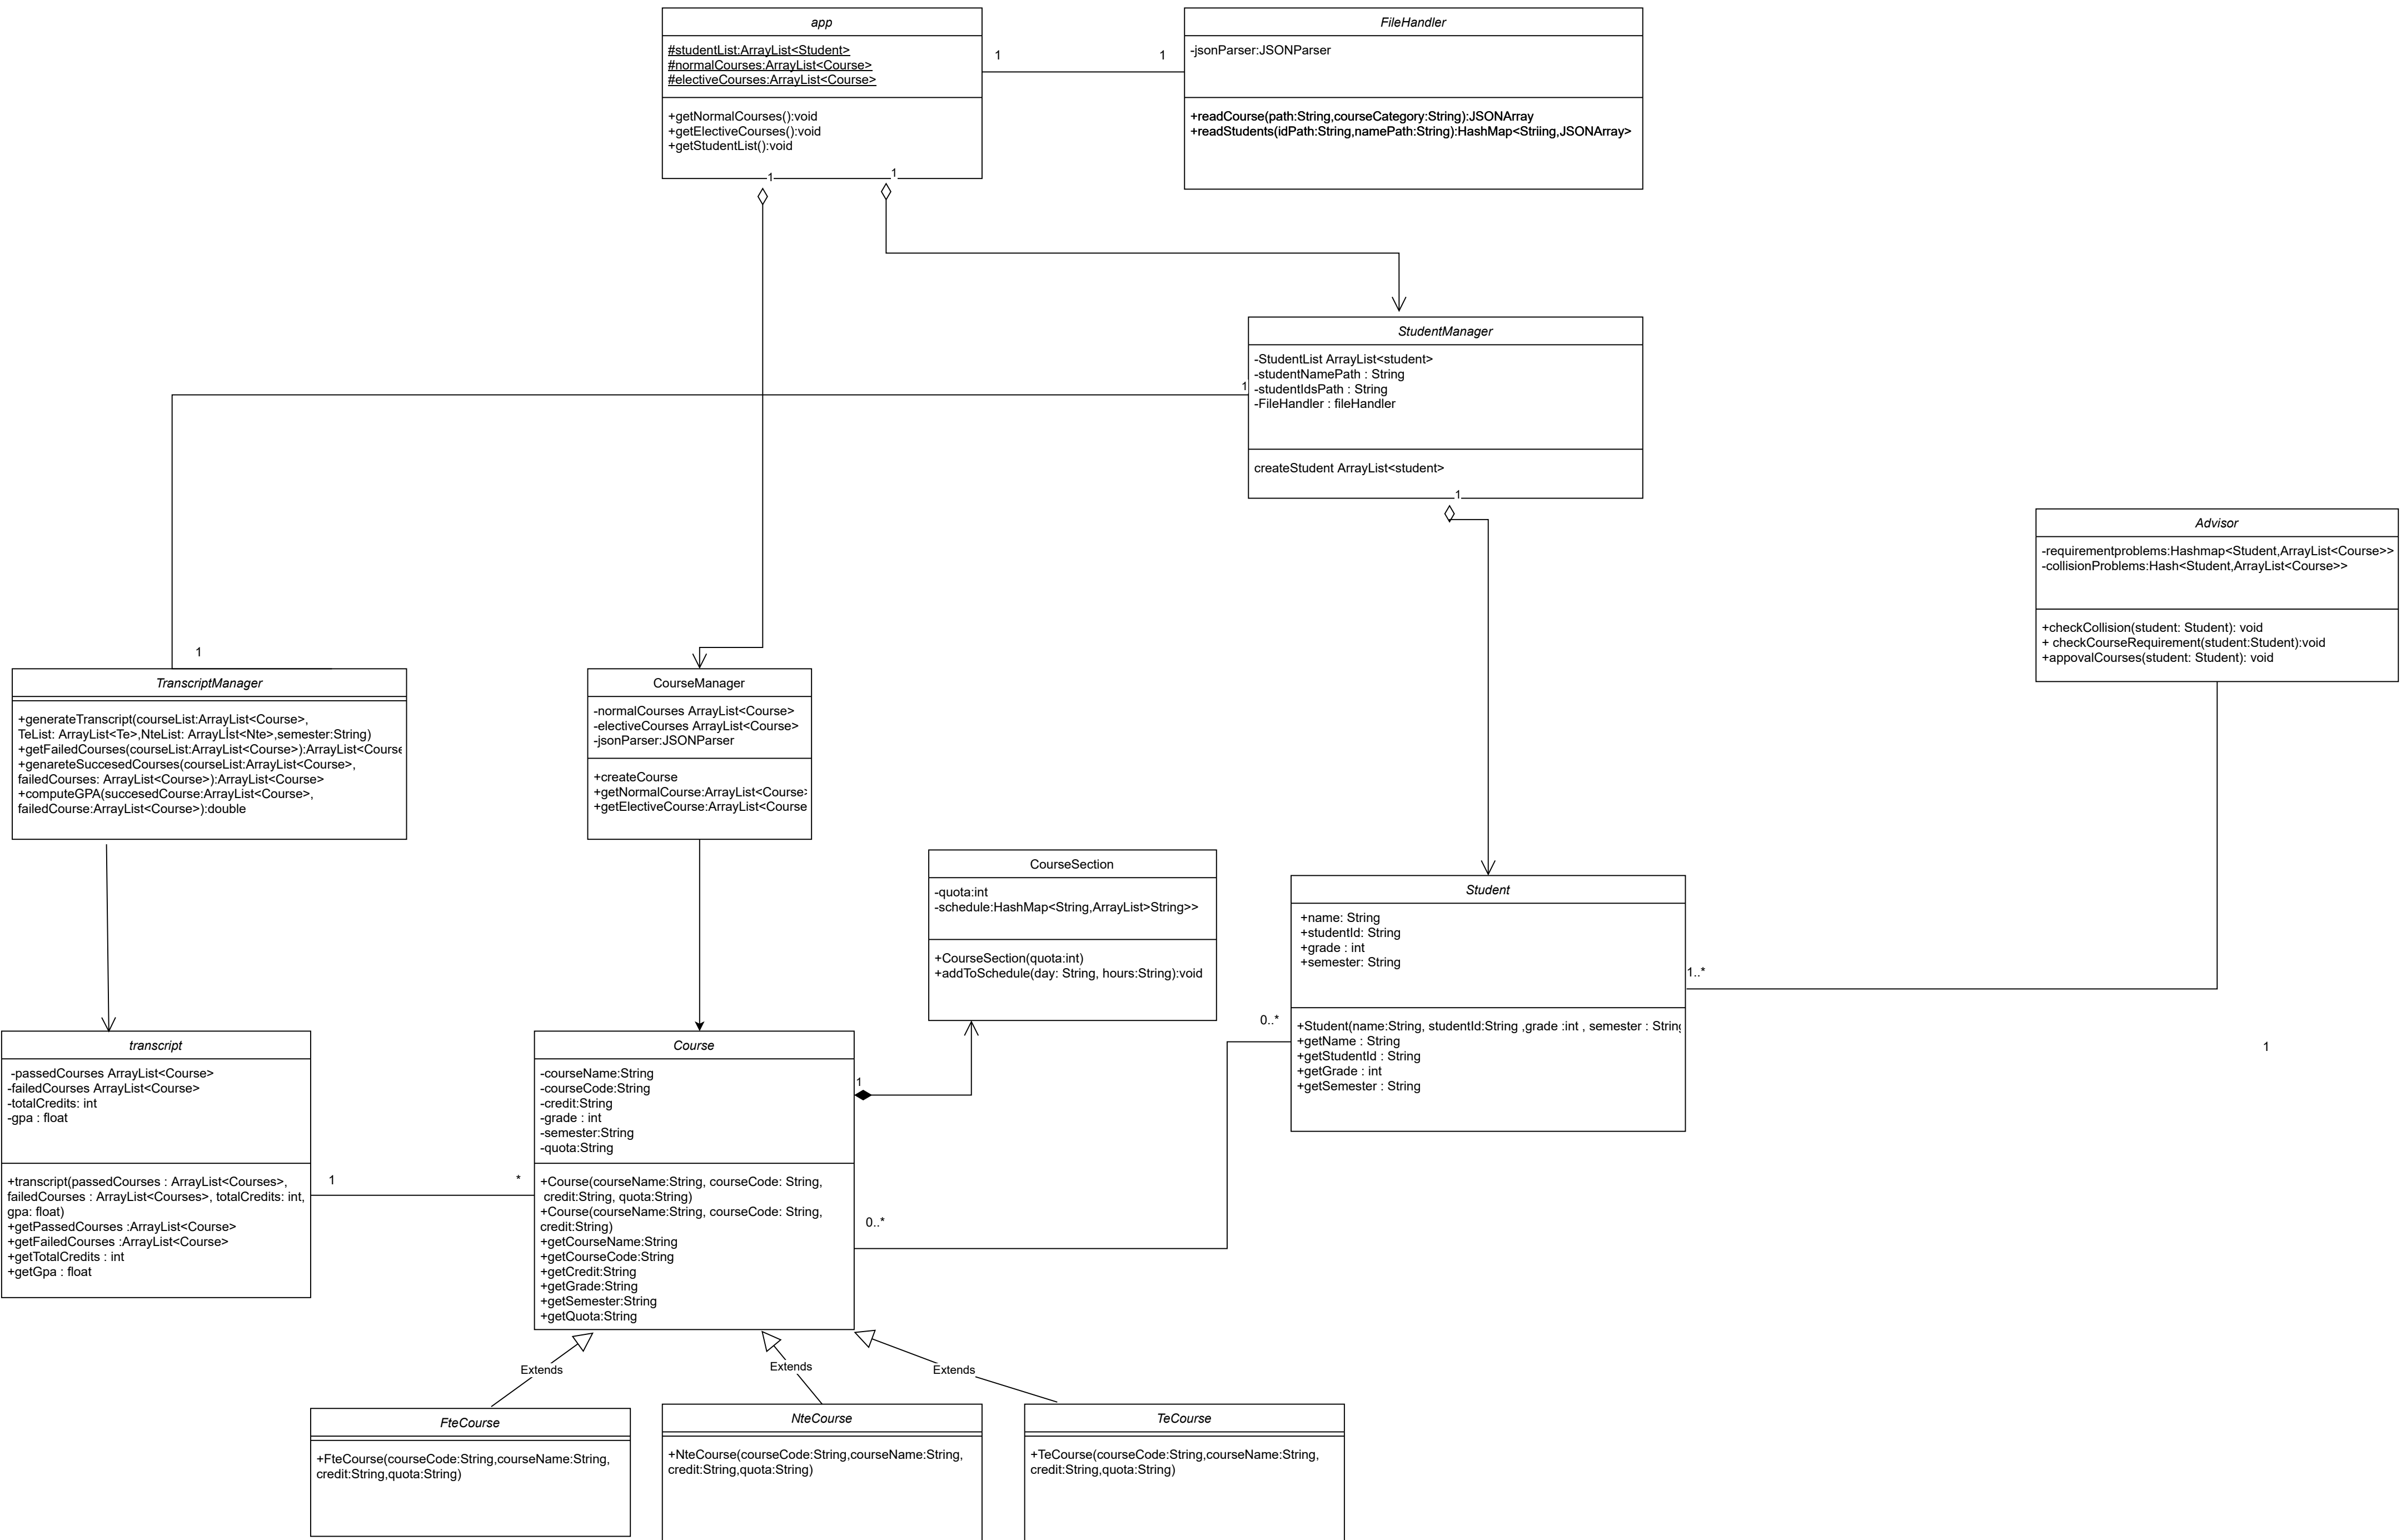 app
#studentList:ArrayList<Student>
#normalCourses:ArrayList<Course>
#electiveCourses:ArrayList<Course>
+getNormalCourses():void
+getElectiveCourses():void
+getStudentList():void
1
1
1
1
FileHandler
-jsonParser:JSONParser
+readCourse(path:String,courseCategory:String):JSONArray
+readStudents(idPath:String,namePath:String):HashMap<Striing,JSONArray>
StudentManager
-StudentList ArrayList<student>
-studentNamePath : String
-studentIdsPath : String
-FileHandler : fileHandler
createStudent ArrayList<student>
1
1
Advisor
-requirementproblems:Hashmap<Student,ArrayList<Course>>
-collisionProblems:Hash<Student,ArrayList<Course>>
+checkCollision(student: Student): void
+ checkCourseRequirement(student:Student):void
+appovalCourses(student: Student): void
1
TranscriptManager
+generateTranscript(courseList:ArrayList<Course>,
TeList: ArrayList<Te>,NteList: ArrayLIst<Nte>,semester:String)
+getFailedCourses(courseList:ArrayList<Course>):ArrayList<Course
+genareteSuccesedCourses(courseList:ArrayList<Course>,
failedCourses: ArrayList<Course>):ArrayList<Course>
+computeGPA(succesedCourse:ArrayList<Course>,
failedCourse:ArrayList<Course>):double
CourseManager
-normalCourses ArrayList<Course>
-electiveCourses ArrayList<Course>
-jsonParser:JSONParser
+createCourse
+getNormalCourse:ArrayList<Course>
+getElectiveCourse:ArrayList<Course
CourseSection
-quota:int
-schedule:HashMap<String,ArrayList>String>>
+CourseSection(quota:int)
+addToSchedule(day: String, hours:String):void
Student
+name: String
+studentId: String
+grade : int
+semester: String
+Student(name:String, studentId:String ,grade :int , semester : String
+getName : String
+getStudentId : String
+getGrade : int
+getSemester : String
1..*
0..*
1
transcript
-passedCourses ArrayList<Course>
-failedCourses ArrayList<Course>
-totalCredits: int
-gpa : float
+transcript(passedCourses : ArrayList<Courses>,
failedCourses : ArrayList<Courses>, totalCredits: int,
gpa: float)
+getPassedCourses :ArrayList<Course>
+getFailedCourses :ArrayList<Course>
+getTotalCredits : int
+getGpa : float
1
*
Course
-courseName:String
-courseCode:String
-credit:String
-grade : int
-semester:String
-quota:String
+Course(courseName:String, courseCode: String,
credit:String, quota:String)
+Course(courseName:String, courseCode: String,
credit:String)
+getCourseName:String
+getCourseCode:String
+getCredit:String
+getGrade:String
+getSemester:String
+getQuota:String
1
0..*
Extends
Extends
Extends
FteCourse
+FteCourse(courseCode:String,courseName:String,
credit:String,quota:String)
NteCourse
+NteCourse(courseCode:String,courseName:String,
credit:String,quota:String)
TeCourse
+TeCourse(courseCode:String,courseName:String,
credit:String,quota:String)